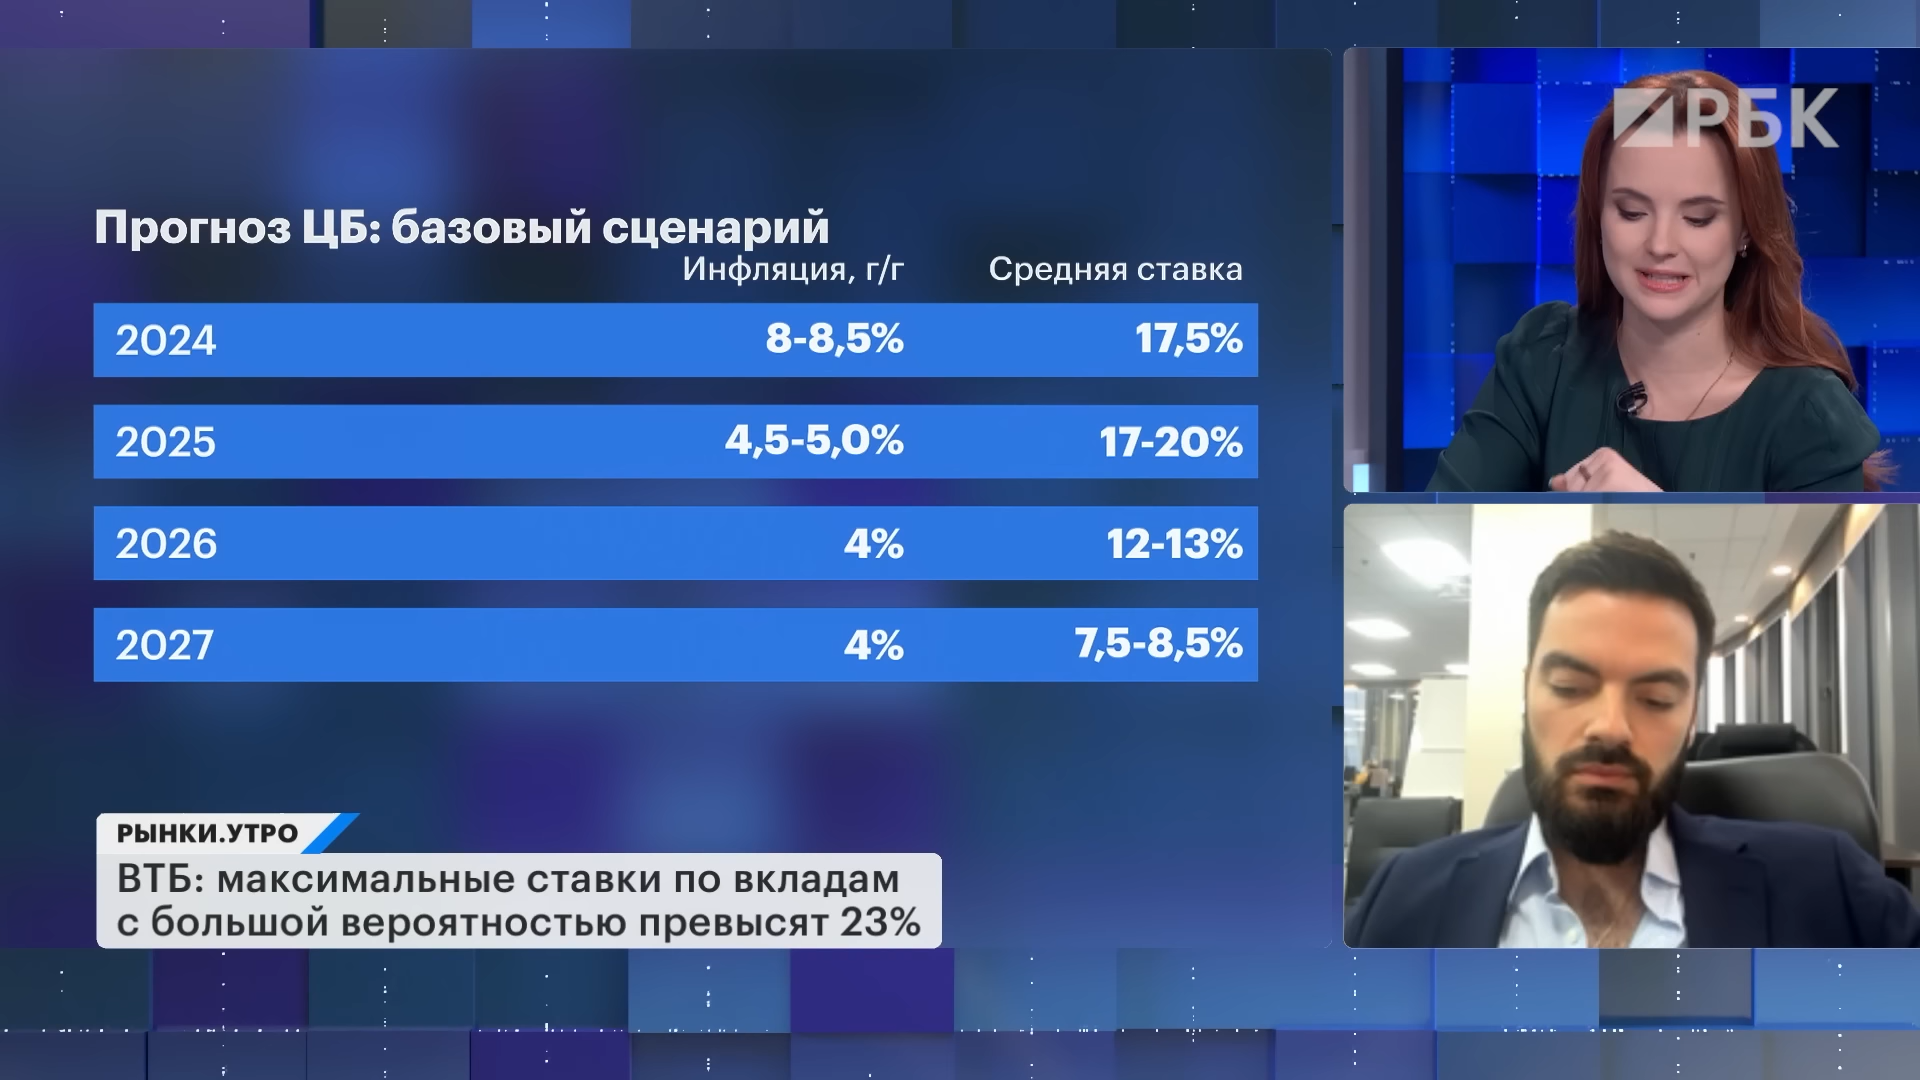 Прогноз ЦБ: базовый сценарий
Инфляция, г/г Средняя ставка
2024 8-8,5% 17,5%
2025 4,5-5,0% 17-20%
2026 4% 12-13%
2027 4% 7,5-8,5%
РЫНКИ.УТРО
ВТБ: максимальные ставки по вкладам
с большой вероятностью превысят 23%
РБК